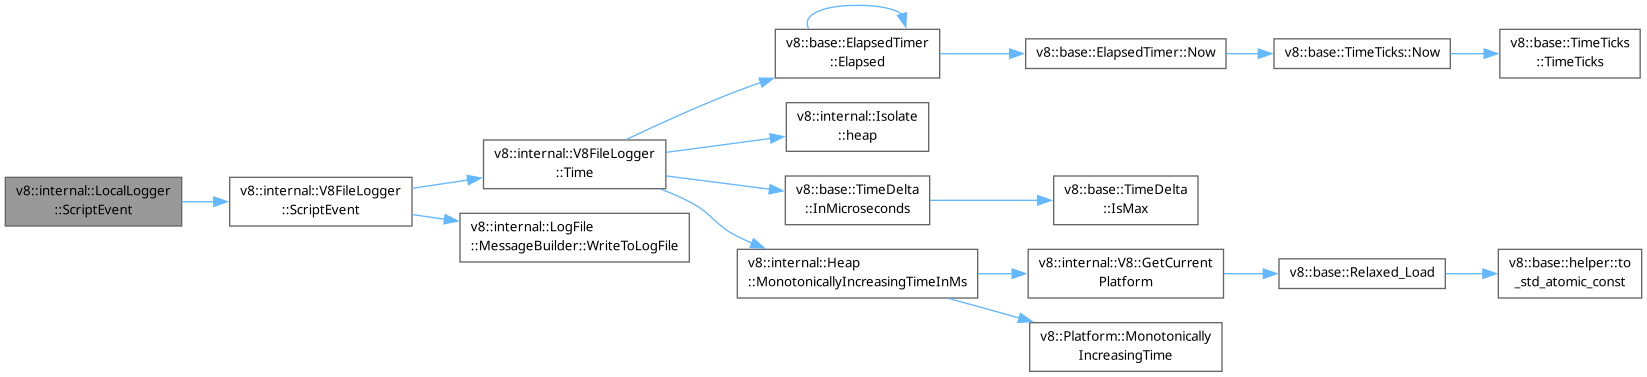 v8::internal::LocalLogger
::ScriptEvent
v8::internal::V8FileLogger
::ScriptEvent
v8::internal::V8FileLogger
::Time
v8::internal::LogFile
::MessageBuilder::WriteToLogFile
v8::base::ElapsedTimer
::Elapsed
v8::base::ElapsedTimer::Now
v8::base::TimeTicks::Now
v8::base::TimeTicks
::TimeTicks
v8::internal::Isolate
::heap
v8::base::TimeDelta
::InMicroseconds
v8::base::TimeDelta
::IsMax
v8::internal::Heap
::MonotonicallyIncreasingTimeInMs
v8::internal::V8::GetCurrent
Platform
v8::base::Relaxed_Load
v8::base::helper::to
_std_atomic_const
v8::Platform::Monotonically
IncreasingTime